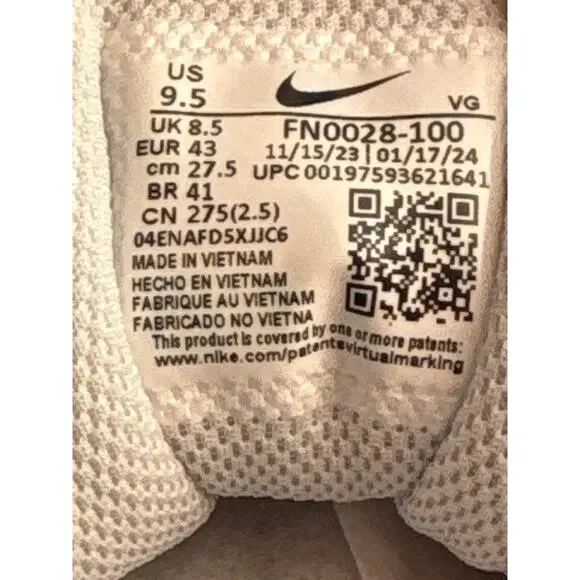 US
9.5
VG
UK 8.5
FN0028-100
EUR 43
11/15/23 | 01/17/24
cm 27.5
UPC 00197593621641
BR 41
CN 275(2.5)
04ENAFD5XJJC6
MADE IN VIETNAM
HECHO EN VIETNAM
FABRIQUE AU VIETNAM
FABRICADO NO VIETNA
This product is covered by one or more patents:
www.nike.com/patentsvirtualmarking